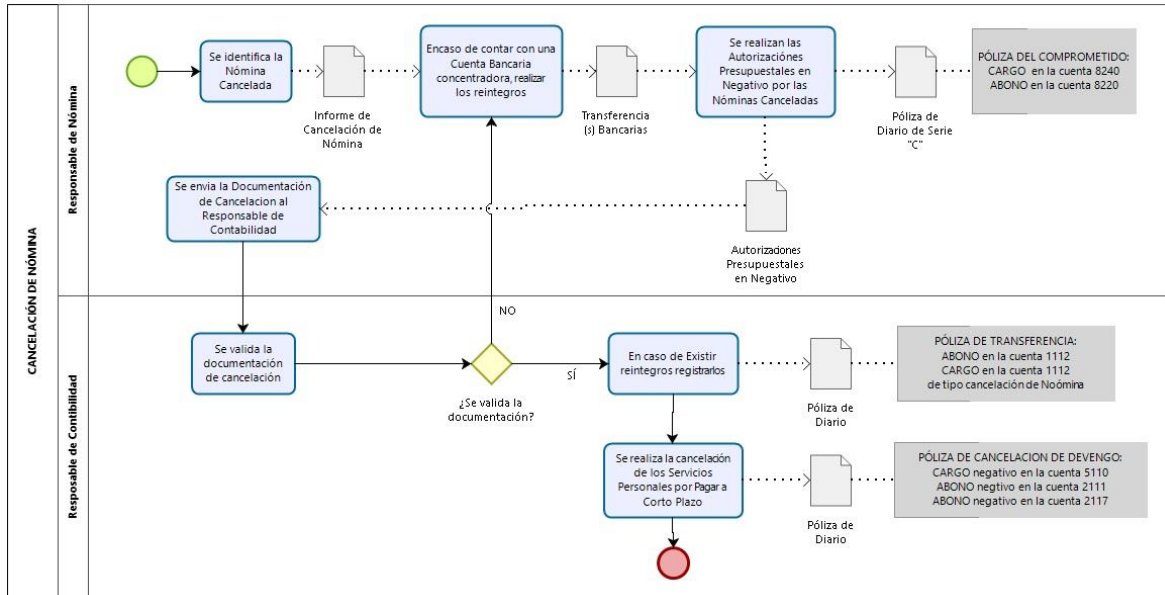 CANCELACIÓN DE NÓMINA
Responsable de Nómina
Se identifica la
Nómina
Cancelada
Informe de
Cancelación de
Nómina
Encaso de contar con una
Cuenta Bancaria
concentradora, realizar
los reintegros
Transferencia
(s) Bancarias
Se realizan las
Autorizaciónes
Presupuestales en
Negativo por las
Nóminas Canceladas
Póliza de
Diario de Serie
"C"
PÓLIZA DEL COMPROMETIDO:
CARGO en la cuenta 8240
ABONO en la cuenta 8220
Se envia la Documentación
de Cancelacion al
Responsable de
Contabilidad
Autorizaciones
Presupuestales
en Negativo
Resposable de Contibilidad
Se valida la
documentación
de cancelación
NO
SÍ
¿Se valida la
documentación?
En caso de Existir
reintegros registrarlos
Póliza de
Diario
PÓLIZA DE TRANSFERENCIA:
ABONO en la cuenta 1112
CARGO en la cuenta 1112
de tipo cancelación de Noómina
Se realiza la cancelación
de los Servicios
Personales por Pagar a
Corto Plazo
Póliza de
Diario
PÓLIZA DE CANCELACION DE DEVENGO:
CARGO negativo en la cuenta 5110
ABONO negtivo en la cuenta 2111
ABONO negativo en la cuenta 2117